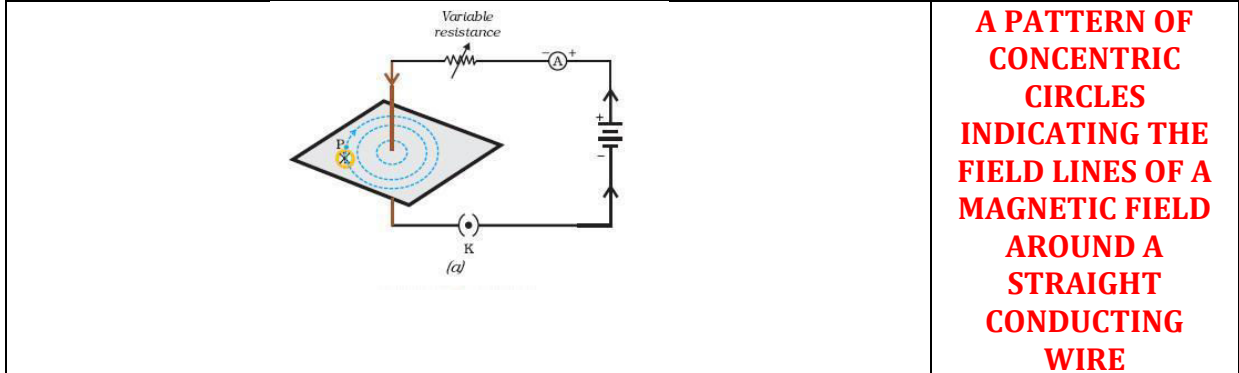 Variable
resistance
− A +
+
P
−
K
(a)
A PATTERN OF
CONCENTRIC
CIRCLES
INDICATING THE
FIELD LINES OF A
MAGNETIC FIELD
AROUND A
STRAIGHT
CONDUCTING
WIRE